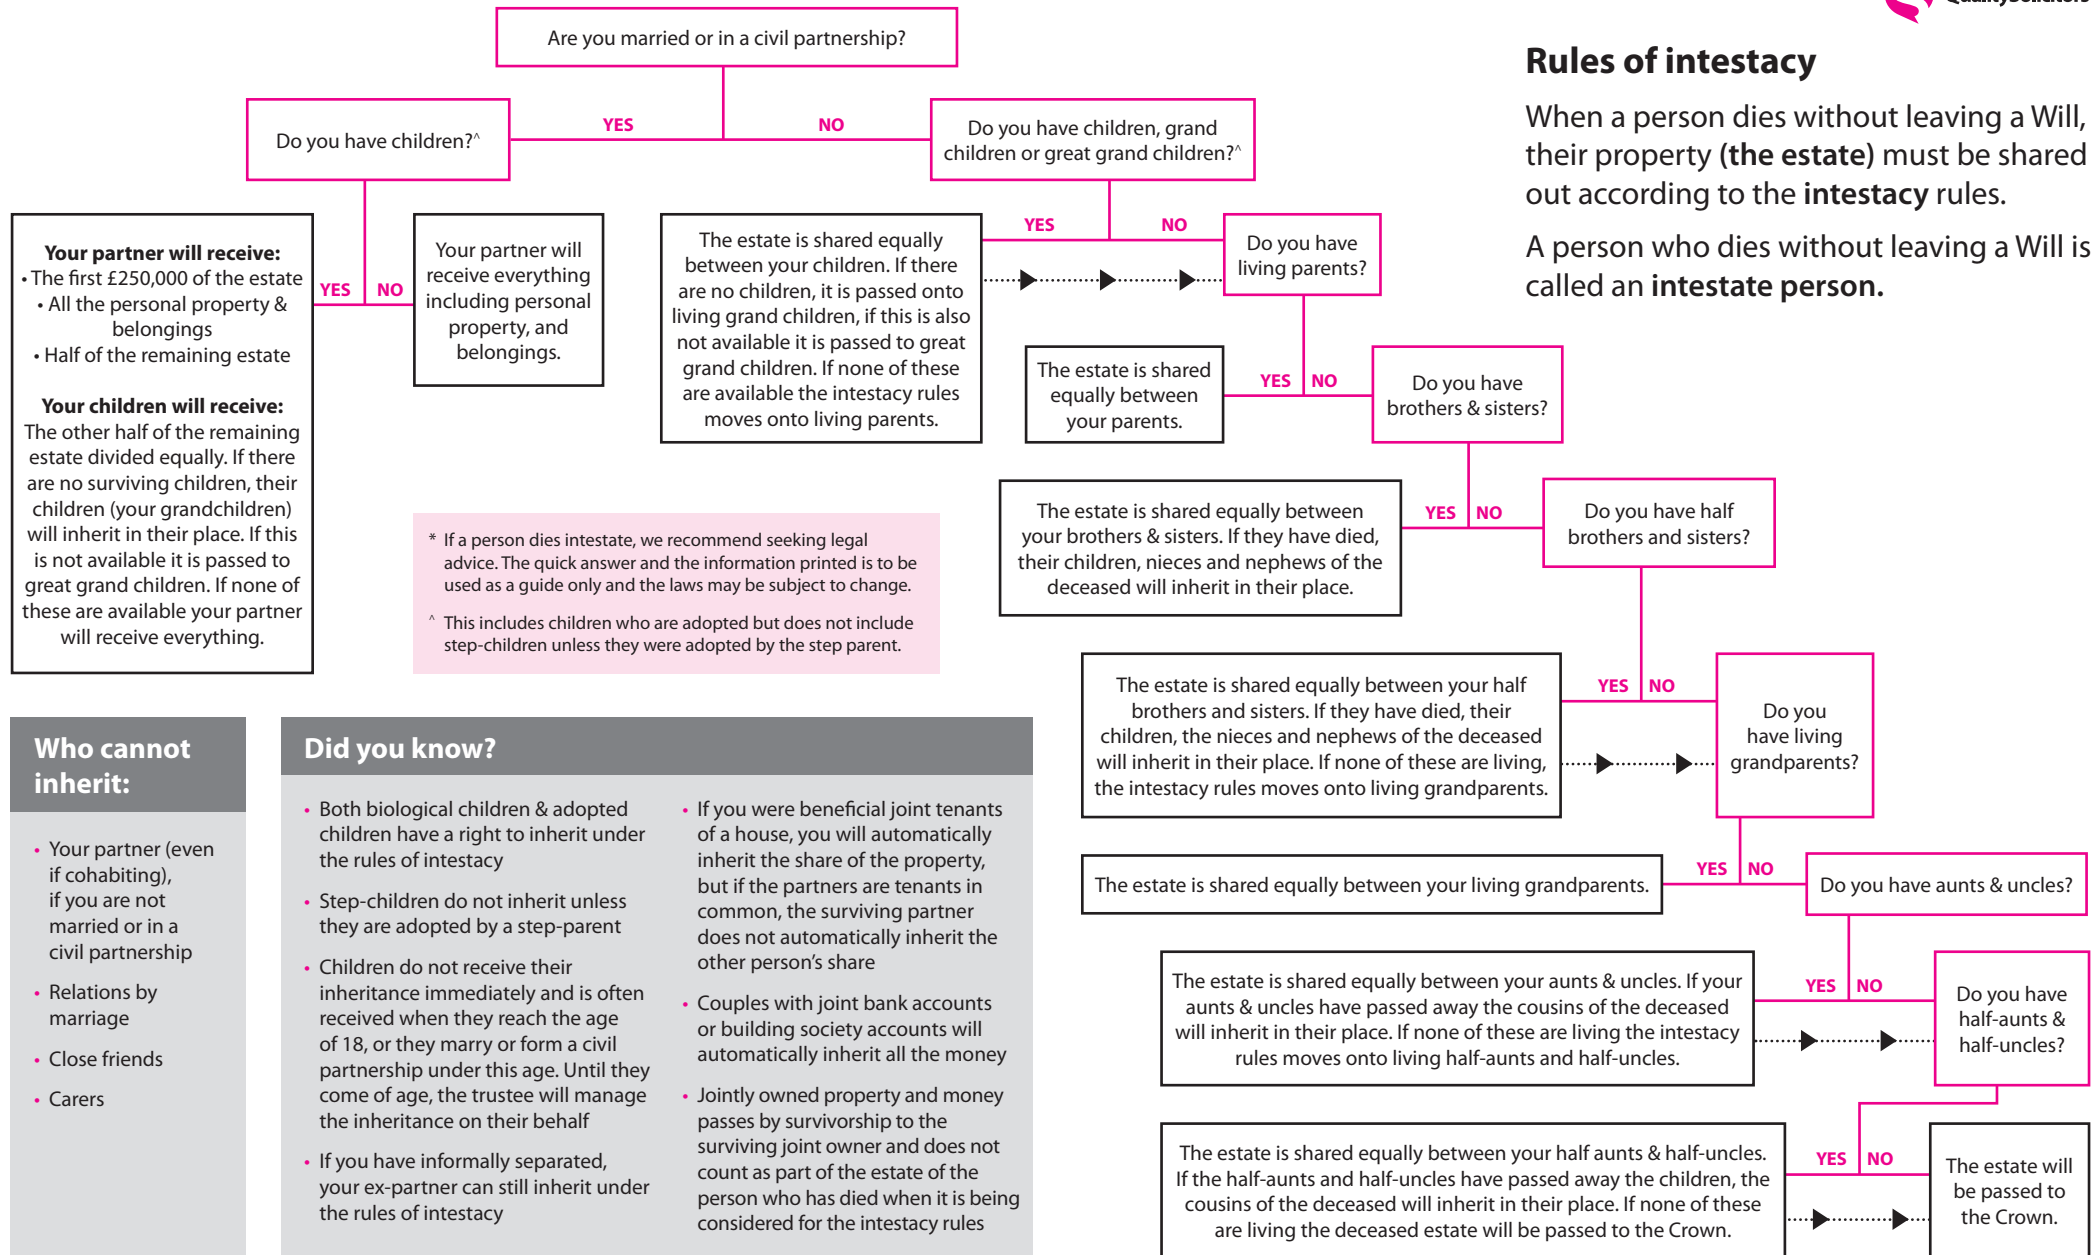 QualitySolicitors
Rules of intestacy
When a person dies without leaving a Will,
their property (the estate) must be shared
out according to the intestacy rules.
A person who dies without leaving a Will is
called an intestate person.
Are you married or in a civil partnership?
YES
NO
Do you have children?^
Do you have children, grand
children or great grand children?^
YES
NO
Your partner will receive:
• The first £250,000 of the estate
• All the personal property &
belongings
• Half of the remaining estate
Your children will receive:
The other half of the remaining
estate divided equally. If there
are no surviving children, their
children (your grandchildren)
will inherit in their place. If this
is not available it is passed to
great grand children. If none of
these are available your partner
will receive everything.
Your partner will
receive everything
including personal
property, and
belongings.
YES
NO
The estate is shared equally
between your children. If there
are no children, it is passed onto
living grand children, if this is also
not available it is passed to great
grand children. If none of these
are available the intestacy rules
moves onto living parents.
Do you have
living parents?
YES
NO
The estate is shared
equally between
your parents.
Do you have
brothers & sisters?
YES
NO
The estate is shared equally between
your brothers & sisters. If they have died,
their children, nieces and nephews of the
deceased will inherit in their place.
Do you have half
brothers and sisters?
YES
NO
The estate is shared equally between your half
brothers and sisters. If they have died, their
children, the nieces and nephews of the deceased
will inherit in their place. If none of these are living,
the intestacy rules moves onto living grandparents.
Do you
have living
grandparents?
YES
NO
The estate is shared equally between your living grandparents.
Do you have aunts & uncles?
YES
NO
The estate is shared equally between your aunts & uncles. If your
aunts & uncles have passed away the cousins of the deceased
will inherit in their place. If none of these are living the intestacy
rules moves onto living half-aunts and half-uncles.
Do you have
half-aunts &
half-uncles?
YES
NO
The estate is shared equally between your half aunts & half-uncles.
If the half-aunts and half-uncles have passed away the children, the
cousins of the deceased will inherit in their place. If none of these
are living the deceased estate will be passed to the Crown.
The estate will
be passed to
the Crown.
* If a person dies intestate, we recommend seeking legal
advice. The quick answer and the information printed is to be
used as a guide only and the laws may be subject to change.
^ This includes children who are adopted but does not include
step-children unless they were adopted by the step parent.
Who cannot
inherit:
• Your partner (even
if cohabiting),
if you are not
married or in a
civil partnership
• Relations by
marriage
• Close friends
• Carers
Did you know?
• Both biological children & adopted
children have a right to inherit under
the rules of intestacy
• Step-children do not inherit unless
they are adopted by a step-parent
• Children do not receive their
inheritance immediately and is often
received when they reach the age
of 18, or they marry or form a civil
partnership under this age. Until they
come of age, the trustee will manage
the inheritance on their behalf
• If you have informally separated,
your ex-partner can still inherit under
the rules of intestacy
• If you were beneficial joint tenants
of a house, you will automatically
inherit the share of the property,
but if the partners are tenants in
common, the surviving partner
does not automatically inherit the
other person's share
• Couples with joint bank accounts
or building society accounts will
automatically inherit all the money
• Jointly owned property and money
passes by survivorship to the
surviving joint owner and does not
count as part of the estate of the
person who has died when it is being
considered for the intestacy rules